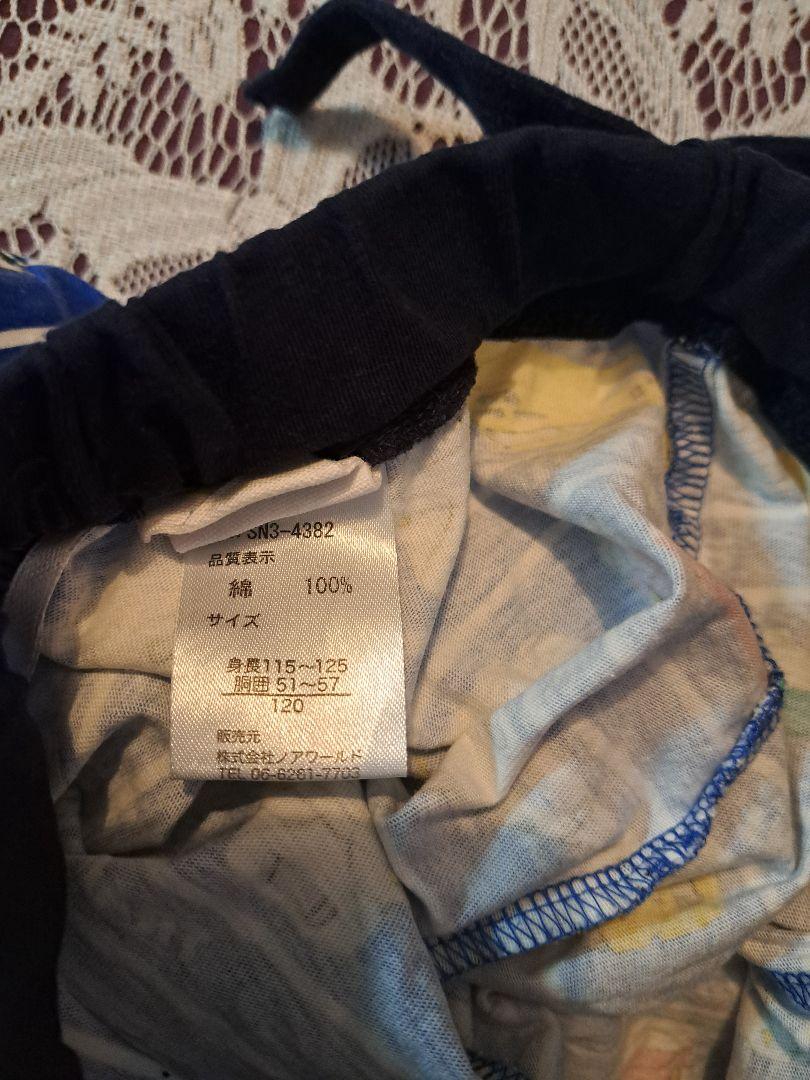 SN3-4382
品質表示
綿 100%
サイズ
身長115～125
胴囲 51～57
120
販売元
株式会社ノアワールド
TEL 06-6281-7703